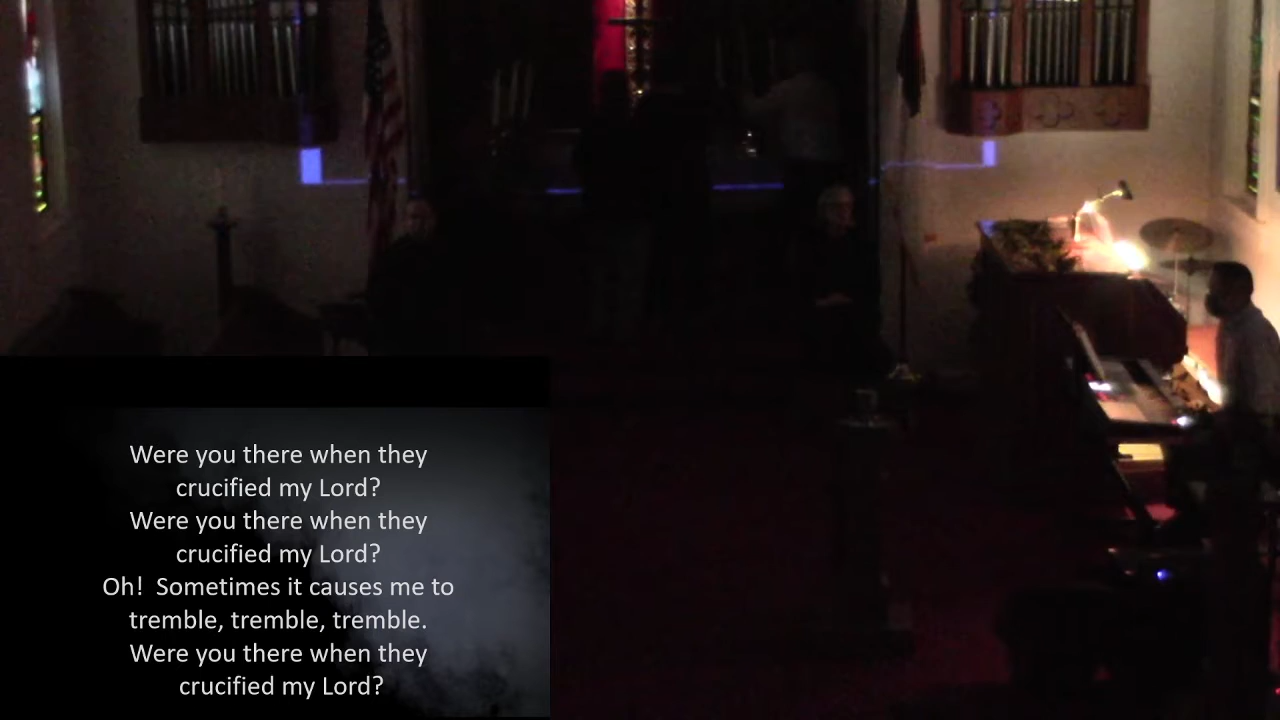 Were you there when they
crucified my Lord?
Were you there when they
crucified my Lord?
Oh!  Sometimes it causes me to
tremble, tremble, tremble.
Were you there when they
crucified my Lord?